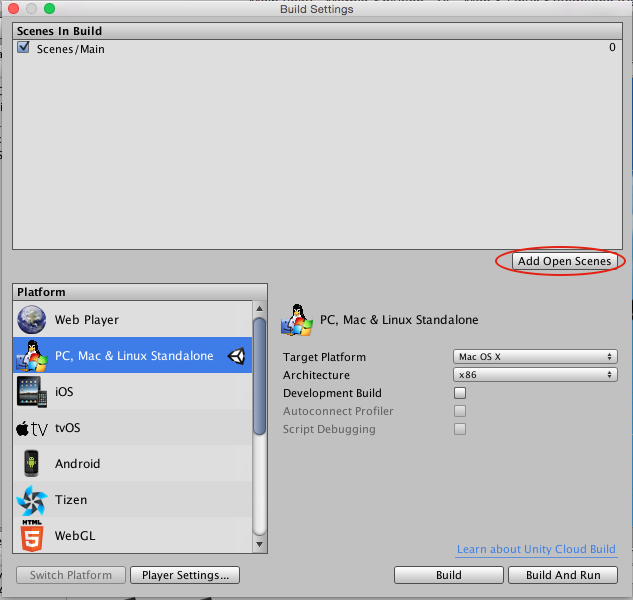 Build Settings
Scenes In Build
Scenes/Main 0
Add Open Scenes
Platform
Web Player
PC, Mac & Linux Standalone
iOS
tvOS
Android
Tizen
HTML
5
WebGL
PC, Mac & Linux Standalone
Target Platform Mac OS X
Architecture x86
Development Build
Autoconnect Profiler
Script Debugging
Learn about Unity Cloud Build
Switch Platform Player Settings... Build Build And Run